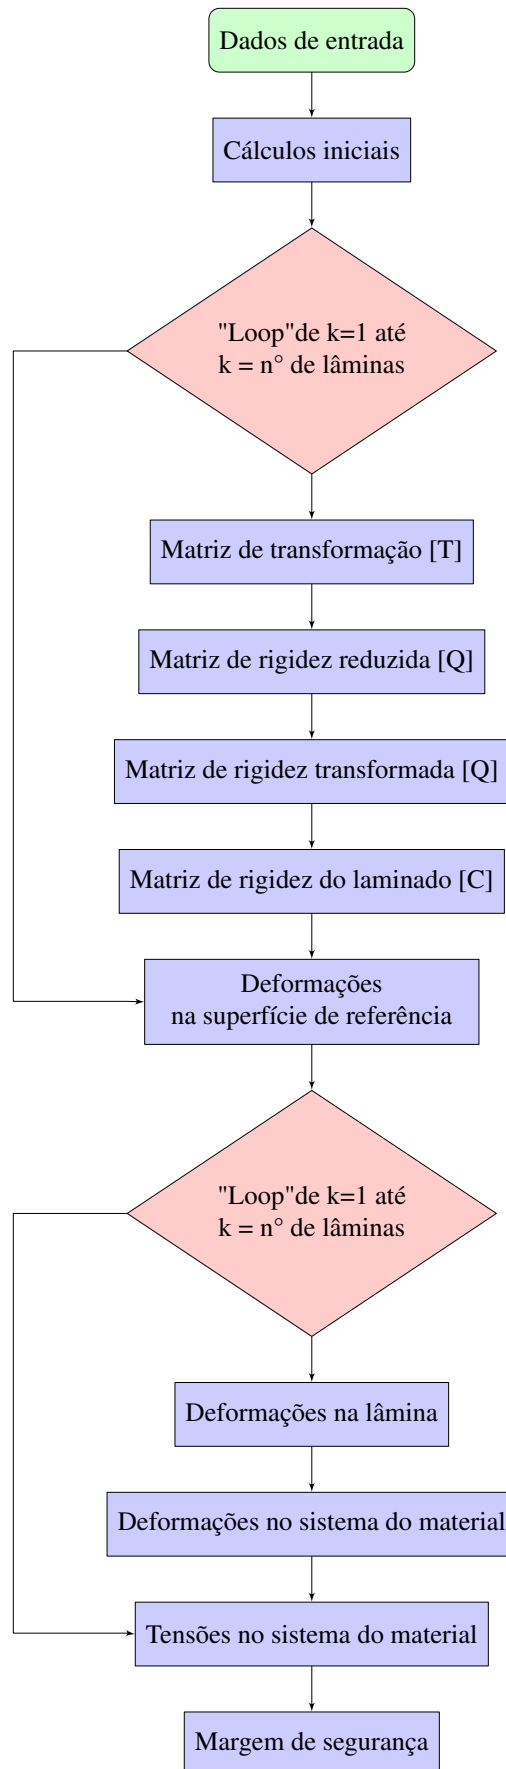 Dados de entrada
Cálculos iniciais
"Loop"de k=1 até
k = n° de lâminas
Matriz de transformação [T]
Matriz de rigidez reduzida [Q]
Matriz de rigidez transformada [Q]
Matriz de rigidez do laminado [C]
Deformações
na superfície de referência
"Loop"de k=1 até
k = n° de lâminas
Deformações na lâmina
Deformações no sistema do material
Tensões no sistema do material
Margem de segurança